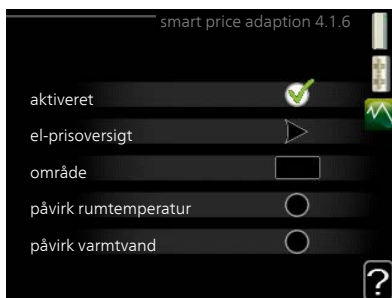 smart price adaption 4.1.6
aktiveret
el-prisoversigt
område
påvirk rumtemperatur
påvirk varmtvand
?